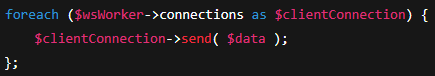 foreach ($wsWorker->connections as $clientConnection) {
    $clientConnection->send( $data );
};